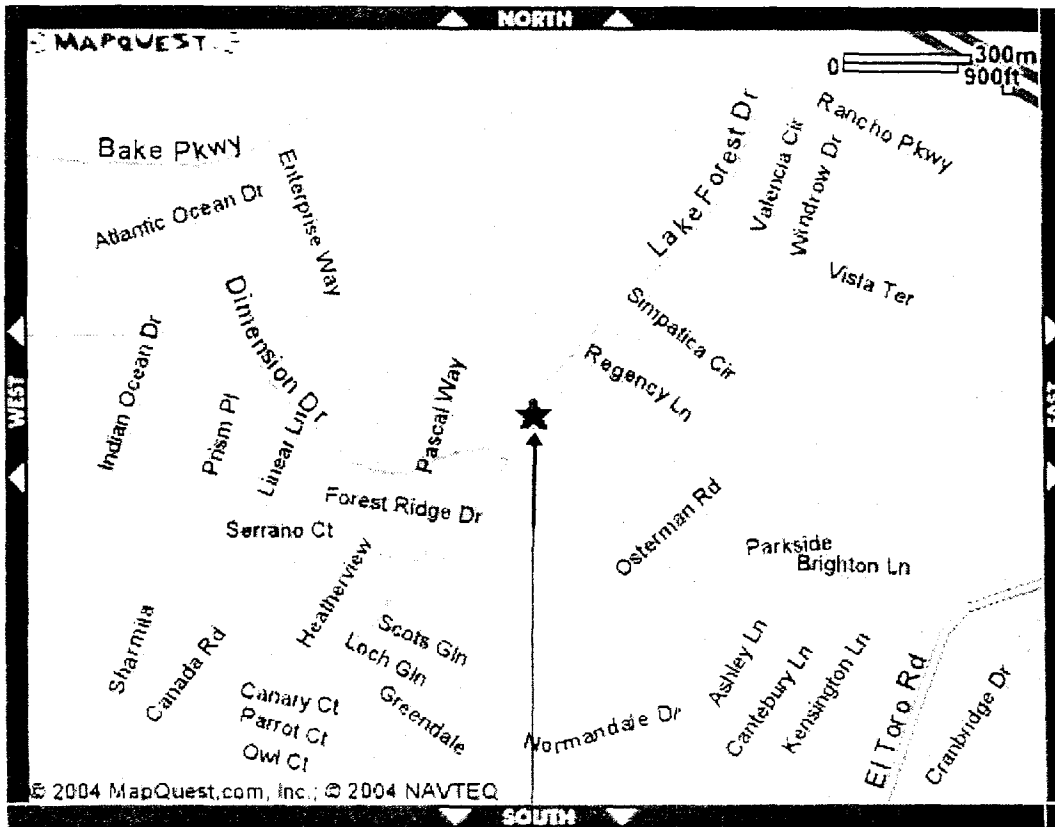 NORTH
MAPQUEST
0 300m
900ft
Bake Pkwy
Enterprise Way
Atlantic Ocean Dr
Lake Forest Dr
Valencia Cir
Windrow Dr
Rancho Pkwy
Vista Ter
Dimension Dr
Simpatica Cir
Regency Ln
Indian Ocean Dr
Prism Pl
Linear Ln
Pascal Way
WEST
EAST
Forest Ridge Dr
Serrano Ct
Osterman Rd
Parkside
Brighton Ln
Heatherview
Scots Gln
Loch Gln
Greendale
Sharmila
Canada Rd
Canary Ct
Parrot Ct
Owl Ct
Normandale Dr
Ashley Ln
Cantebury Ln
Kensington Ln
El Toro Rd
Cranbridge Dr
© 2004 MapQuest.com, Inc.; © 2004 NAVTEQ
SOUTH